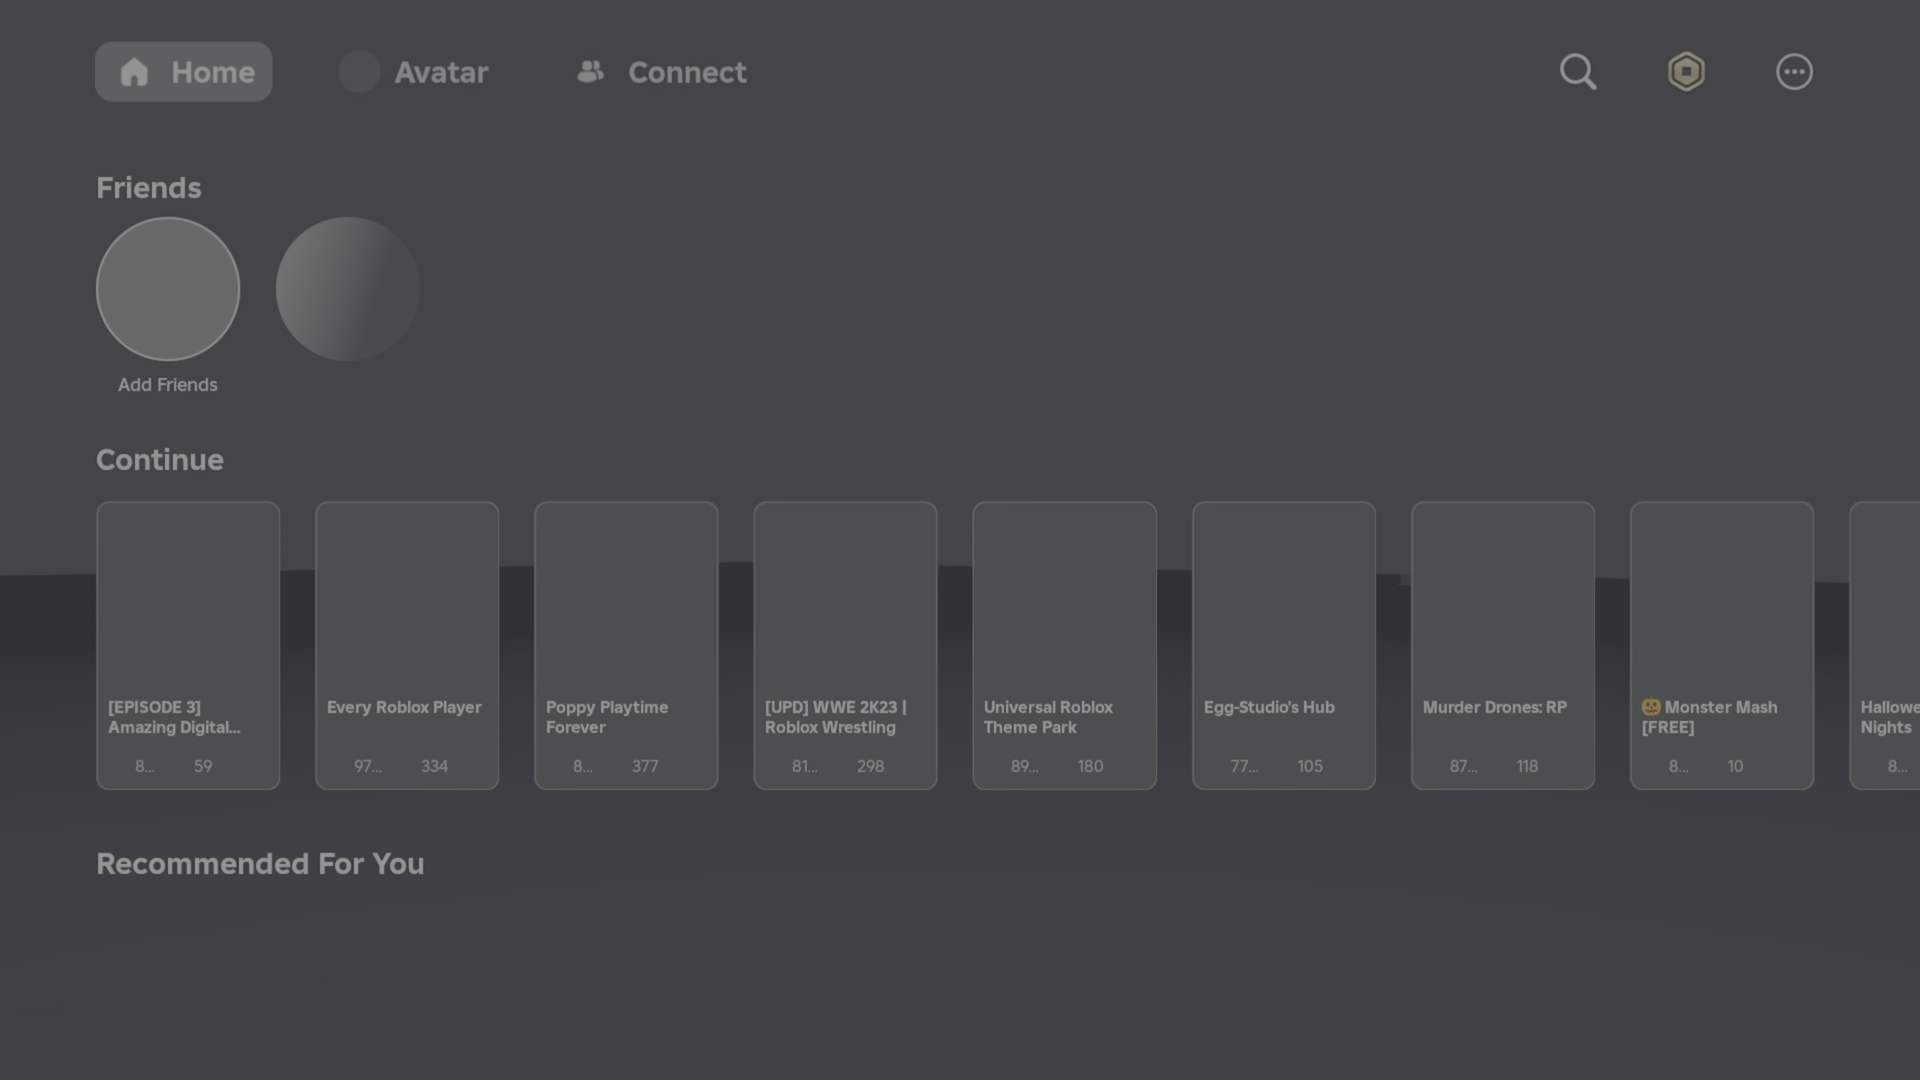 Home
Avatar
Connect
Friends
Add Friends
Continue
[EPISODE 3]
Amazing Digital...
8...
59
Every Roblox Player
97...
334
Poppy Playtime
Forever
8...
377
[UPD] WWE 2K23 |
Roblox Wrestling
81...
298
Universal Roblox
Theme Park
89...
180
Egg-Studio's Hub
77...
105
Murder Drones: RP
87...
118
🎃 Monster Mash
[FREE]
8...
10
Hallowe
Nights
8...
Recommended For You